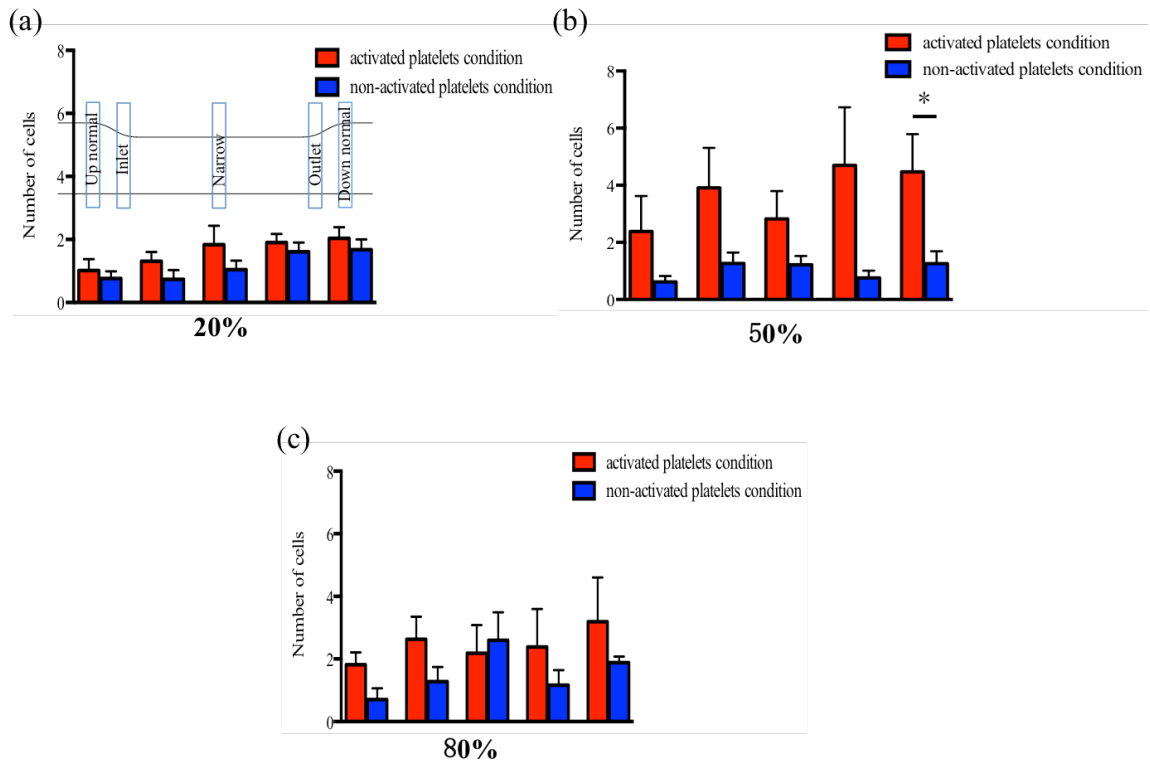 (a)
8
6
4
2
0
Number of cells
activated platelets condition
non-activated platelets condition
Up normal
Inlet
Narrow
Outlet
Down normal
20%
(b)
8
6
4
2
0
Number of cells
activated platelets condition
non-activated platelets condition
*
50%
(c)
8
6
4
2
0
Number of cells
activated platelets condition
non-activated platelets condition
80%